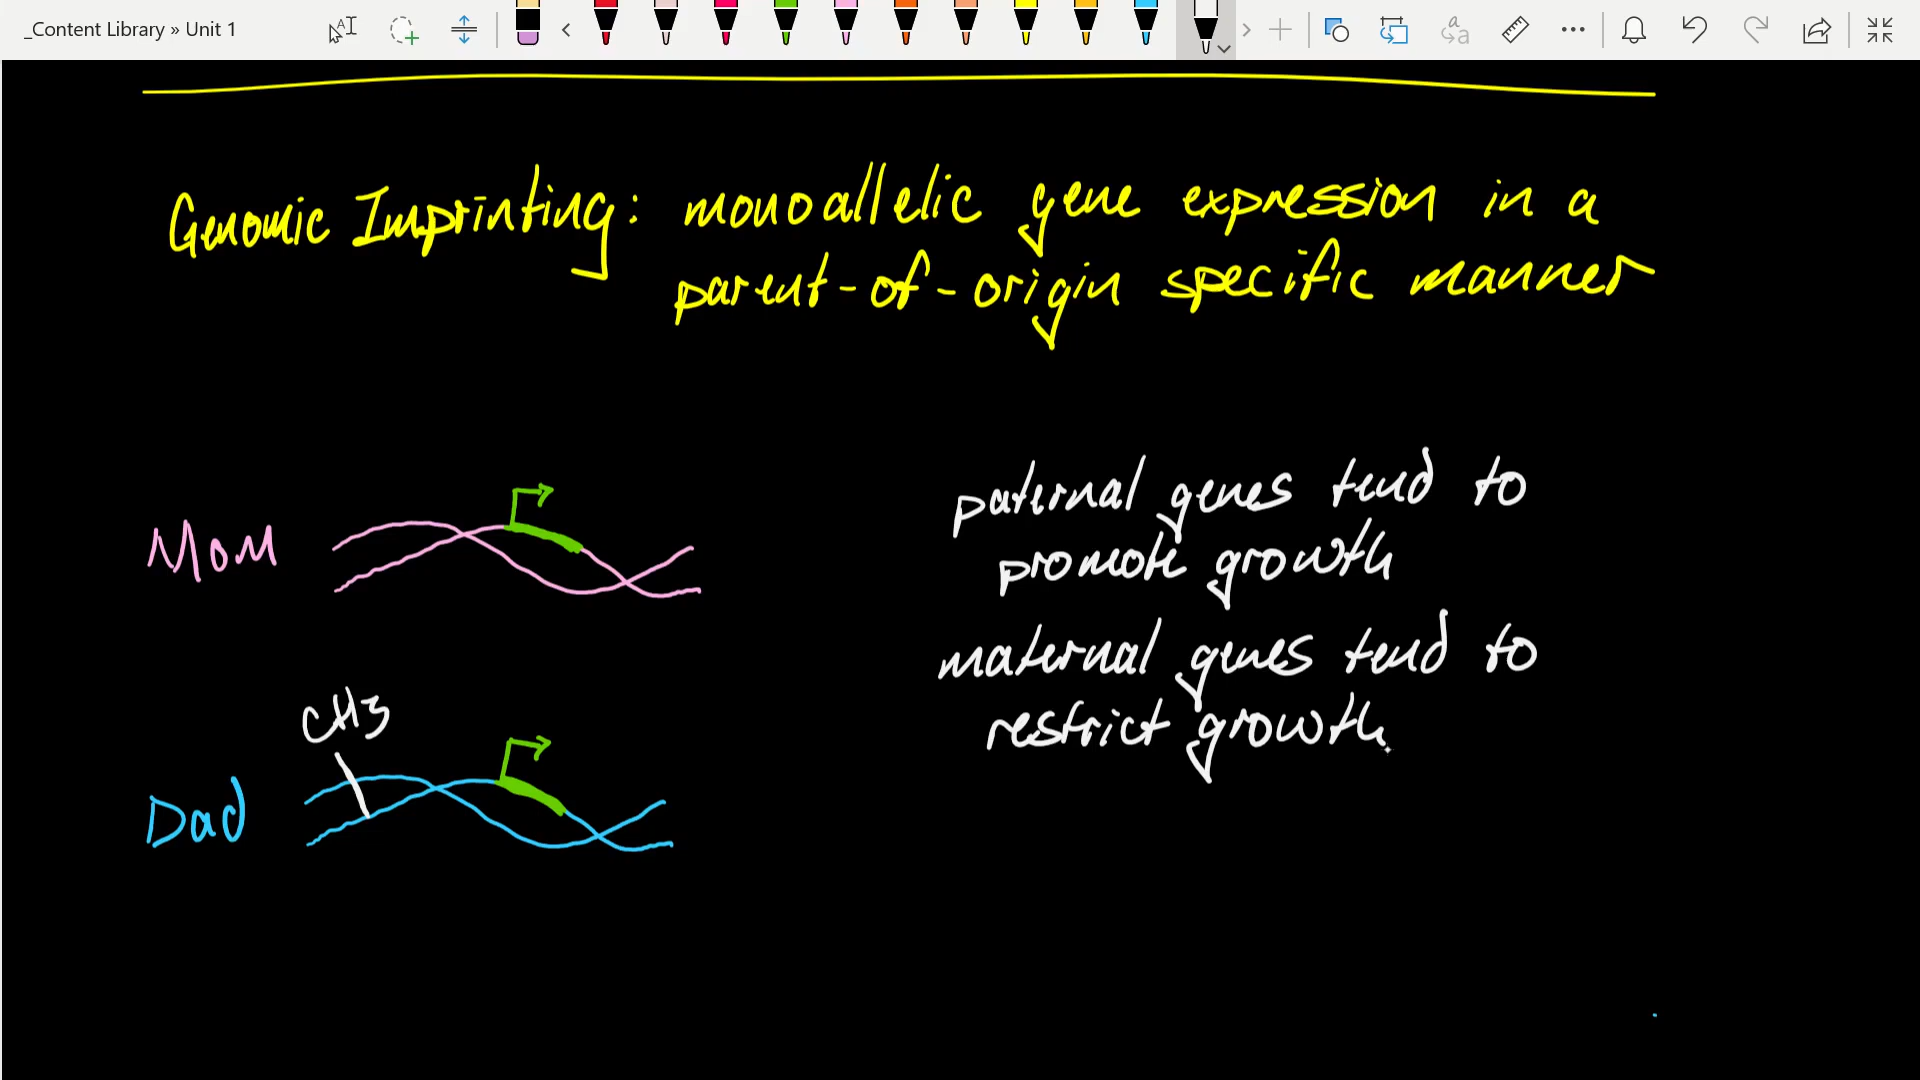 _Content Library » Unit 1
Genomic Imprinting: monoallelic gene expression in a
parent-of-origin specific manner
paternal genes tend to
promote growth
Mom
maternal genes tend to
restrict growth.
CH3
Dad